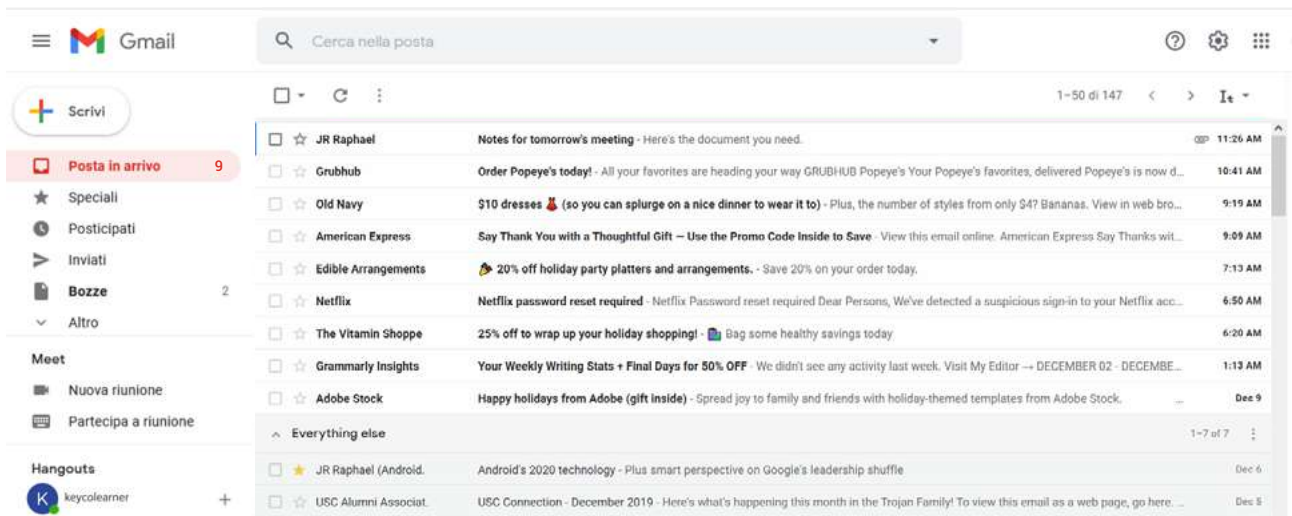 Gmail
Cerca nella posta
Scrivi
1–50 di 147
Posta in arrivo 9
Speciali
Posticipati
Inviati
Bozze 2
Altro
Meet
Nuova riunione
Partecipa a riunione
Hangouts
K keycolearner
JR Raphael Notes for tomorrow's meeting - Here's the document you need. 11:26 AM
Grubhub Order Popeye's today! - All your favorites are heading your way GRUBHUB Popeye's Your Popeye's favorites, delivered Popeye's is now d... 10:41 AM
Old Navy $10 dresses 💃 (so you can splurge on a nice dinner to wear it to) - Plus, the number of styles from only $4? Bananas. View in web bro... 9:19 AM
American Express Say Thank You with a Thoughtful Gift — Use the Promo Code Inside to Save - View this email online. American Express Say Thanks wit... 9:09 AM
Edible Arrangements 🎉 20% off holiday party platters and arrangements. - Save 20% on your order today. 7:13 AM
Netflix Netflix password reset required - Netflix Password reset required Dear Persons, We've detected a suspicious sign-in to your Netflix acc... 6:50 AM
The Vitamin Shoppe 25% off to wrap up your holiday shopping! - 🛍 Bag some healthy savings today 6:20 AM
Grammarly Insights Your Weekly Writing Stats + Final Days for 50% OFF - We didn't see any activity last week. Visit My Editor → DECEMBER 02 - DECEMBE... 1:13 AM
Adobe Stock Happy holidays from Adobe (gift inside) - Spread joy to family and friends with holiday-themed templates from Adobe Stock. ... Dec 9
Everything else 1–7 of 7
JR Raphael (Android. Android's 2020 technology - Plus smart perspective on Google's leadership shuffle Dec 6
USC Alumni Associat. USC Connection - December 2019 - Here's what's happening this month in the Trojan Family! To view this email as a web page, go here. ... Dec 5